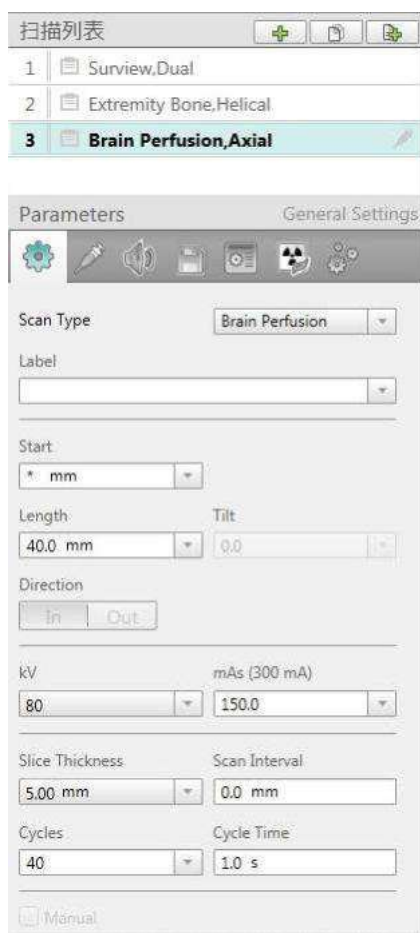 扫描列表
1 Surview,Dual
2 Extremity Bone,Helical
3 Brain Perfusion,Axial
Parameters General Settings
Scan Type Brain Perfusion
Label
Start
* mm
Length Tilt
40.0 mm 0.0
Direction
In Out
kV mAs (300 mA)
80 150.0
Slice Thickness Scan Interval
5.00 mm 0.0 mm
Cycles Cycle Time
40 1.0 s
Manual